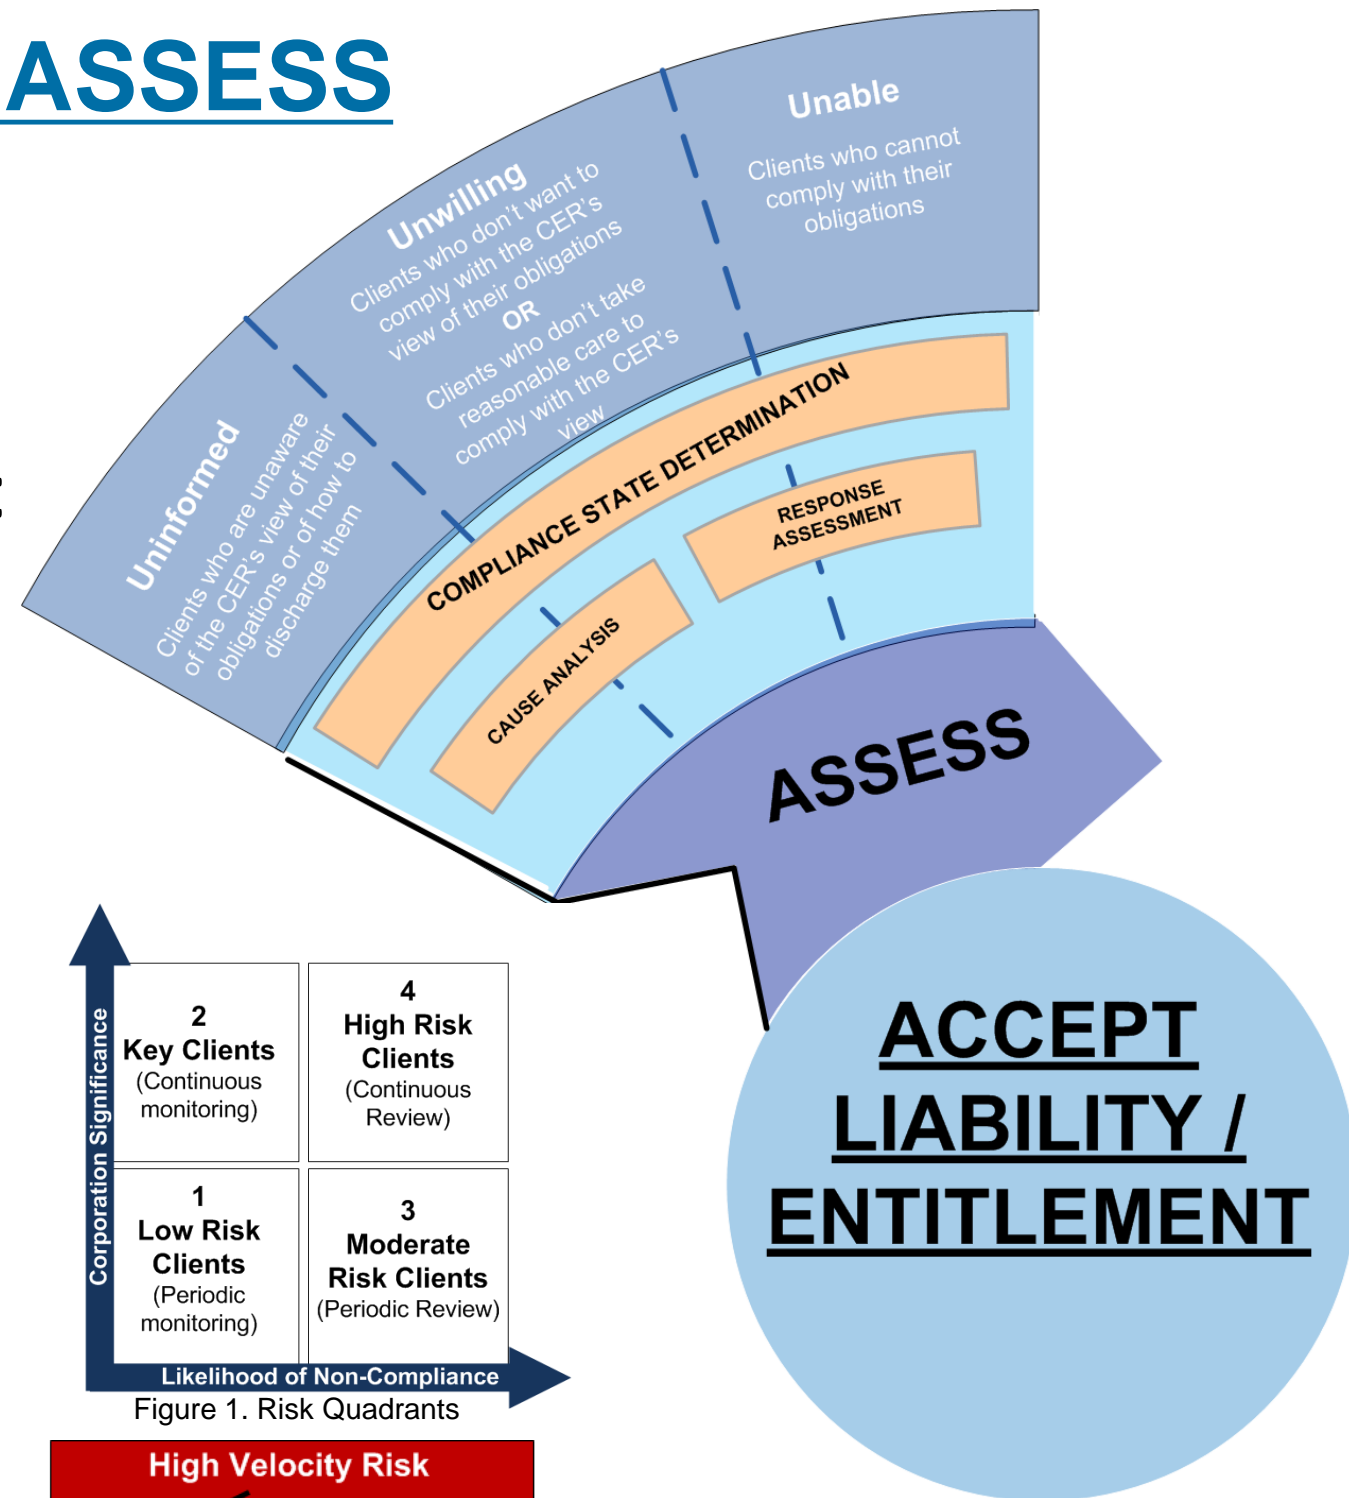 ASSESS
Unable
Clients who cannot
comply with their
obligations
Unwilling
Clients who don't want to
comply with the CER's
view of their obligations
OR
Clients who don't take
reasonable care to
comply with the CER's
view
Uninformed
Clients who are unaware
of the CER's view of their
obligations or of how to
discharge them
COMPLIANCE STATE DETERMINATION
RESPONSE
ASSESSMENT
CAUSE ANALYSIS
ASSESS
ACCEPT
LIABILITY /
ENTITLEMENT
Corporation Significance
2
Key Clients
(Continuous
monitoring)
4
High Risk
Clients
(Continuous
Review)
1
Low Risk
Clients
(Periodic
monitoring)
3
Moderate
Risk Clients
(Periodic Review)
Likelihood of Non-Compliance
Figure 1. Risk Quadrants
High Velocity Risk